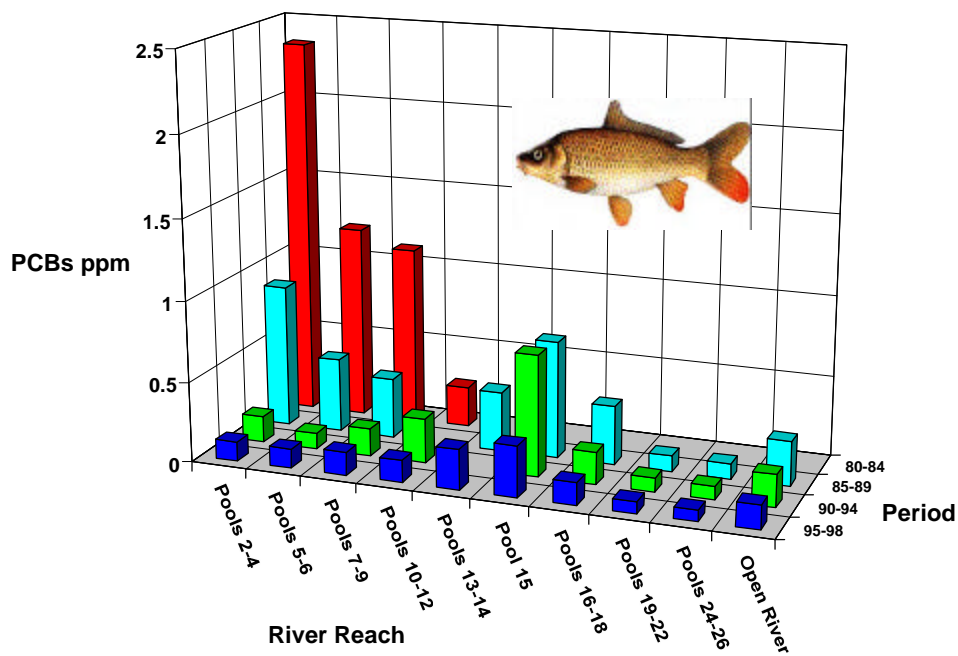 2.5
2
1.5
PCBs ppm
1
0.5
0
80-84
85-89
90-94
Period
95-98
Pools 2-4
Pools 5-6
Pools 7-9
Pools 10-12
Pools 13-14
Pool 15
Pools 16-18
Pools 19-22
Pools 24-26
Open River
River Reach